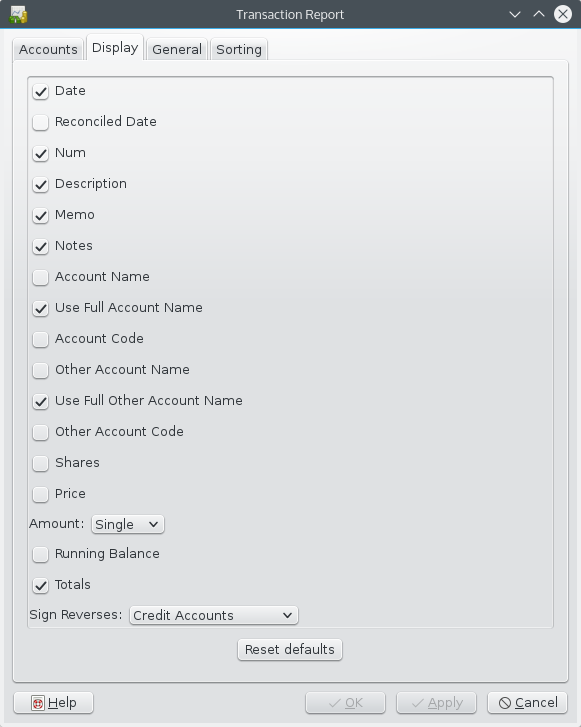 Transaction Report
Accounts Display General Sorting
Date
Reconciled Date
Num
Description
Memo
Notes
Account Name
Use Full Account Name
Account Code
Other Account Name
Use Full Other Account Name
Other Account Code
Shares
Price
Amount: Single
Running Balance
Totals
Sign Reverses: Credit Accounts
Reset defaults
Help OK Apply Cancel